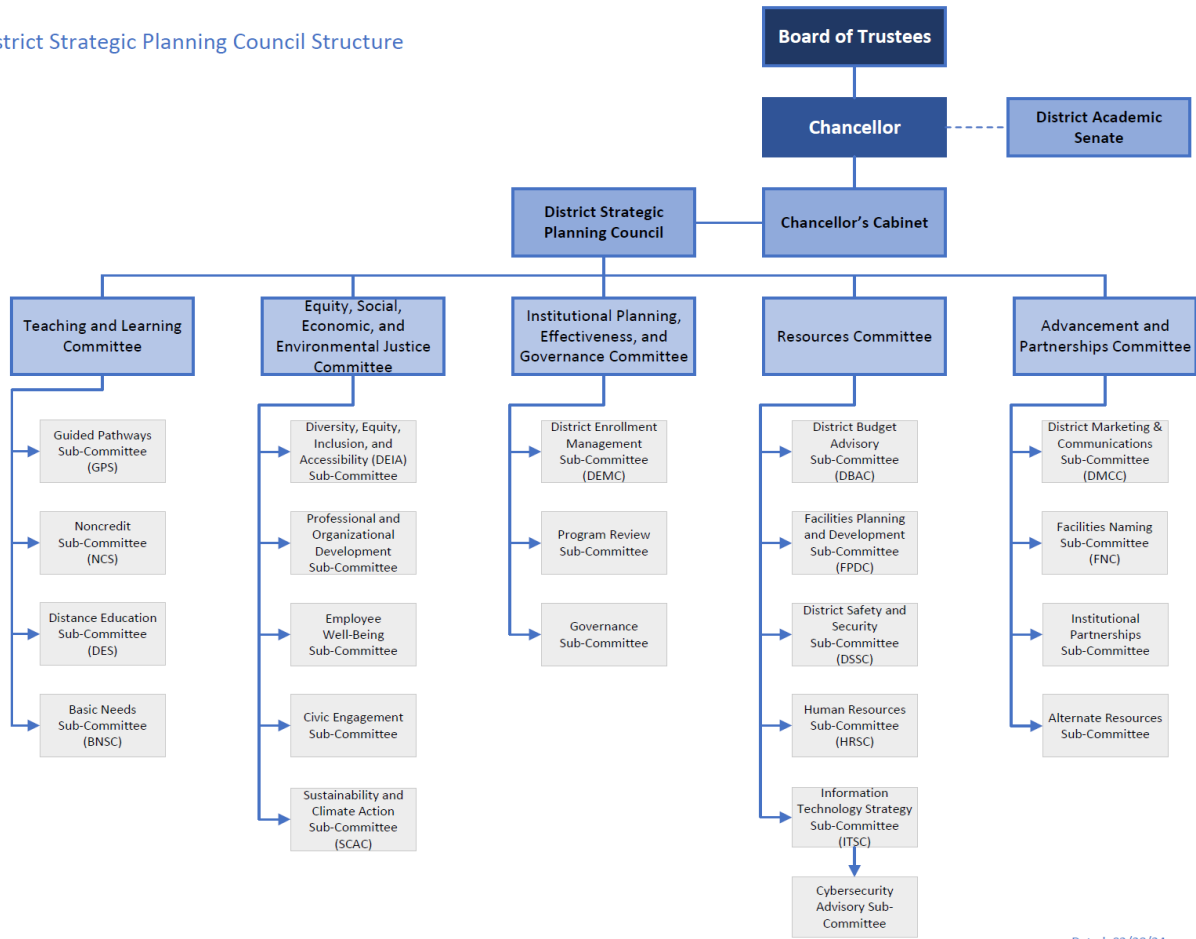 strict Strategic Planning Council Structure
Board of Trustees
Chancellor
District Academic
Senate
District Strategic
Planning Council
Chancellor’s Cabinet
Teaching and Learning
Committee
Equity, Social,
Economic, and
Environmental Justice
Committee
Institutional Planning,
Effectiveness, and
Governance Committee
Resources Committee
Advancement and
Partnerships Committee
Guided Pathways
Sub-Committee
(GPS)
Noncredit
Sub-Committee
(NCS)
Distance Education
Sub-Committee
(DES)
Basic Needs
Sub-Committee
(BNSC)
Diversity, Equity,
Inclusion, and
Accessibility (DEIA)
Sub-Committee
Professional and
Organizational
Development
Sub-Committee
Employee
Well-Being
Sub-Committee
Civic Engagement
Sub-Committee
Sustainability and
Climate Action
Sub-Committee
(SCAC)
District Enrollment
Management
Sub-Committee
(DEMC)
Program Review
Sub-Committee
Governance
Sub-Committee
District Budget
Advisory
Sub-Committee
(DBAC)
Facilities Planning
and Development
Sub-Committee
(FPDC)
District Safety and
Security
Sub-Committee
(DSSC)
Human Resources
Sub-Committee
(HRSC)
Information
Technology Strategy
Sub-Committee
(ITSC)
Cybersecurity
Advisory Sub-
Committee
District Marketing &
Communications
Sub-Committee
(DMCC)
Facilities Naming
Sub-Committee
(FNC)
Institutional
Partnerships
Sub-Committee
Alternate Resources
Sub-Committee